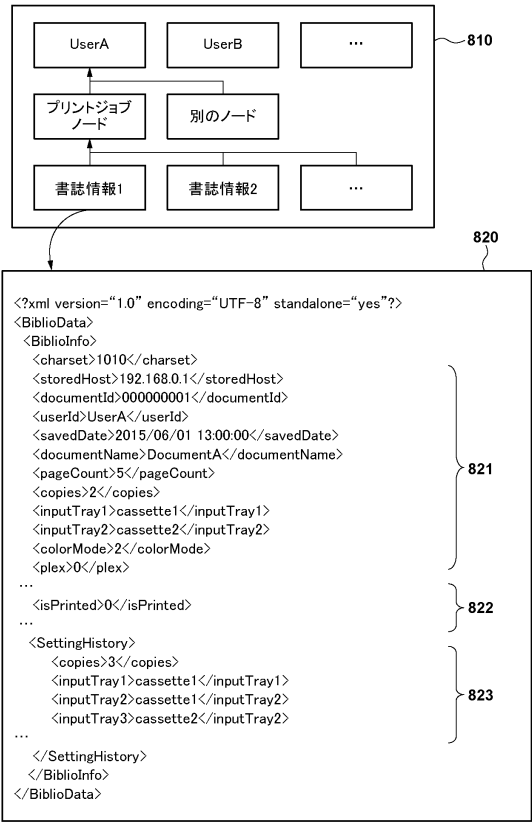 UserA UserB … 810
プリントジョブ
ノード 別のノード
書誌情報1 書誌情報2 …
820
<?xml version=“1.0” encoding=“UTF-8” standalone=“yes”?>
<BiblioData>
<BiblioInfo>
<charset>1010</charset>
<storedHost>192.168.0.1</storedHost>
<documentId>000000001</documentId>
<userId>UserA</userId>
<savedDate>2015/06/01 13:00:00</savedDate>
<documentName>DocumentA</documentName>
<pageCount>5</pageCount> 821
<copies>2</copies>
<inputTray1>cassette1</inputTray1>
<inputTray2>cassette2</inputTray2>
<colorMode>2</colorMode>
<plex>0</plex>
…
<isPrinted>0</isPrinted> 822
…
<SettingHistory>
<copies>3</copies>
<inputTray1>cassette1</inputTray1>
<inputTray2>cassette1</inputTray2> 823
<inputTray3>cassette2</inputTray2>
…
</SettingHistory>
</BiblioInfo>
</BiblioData>